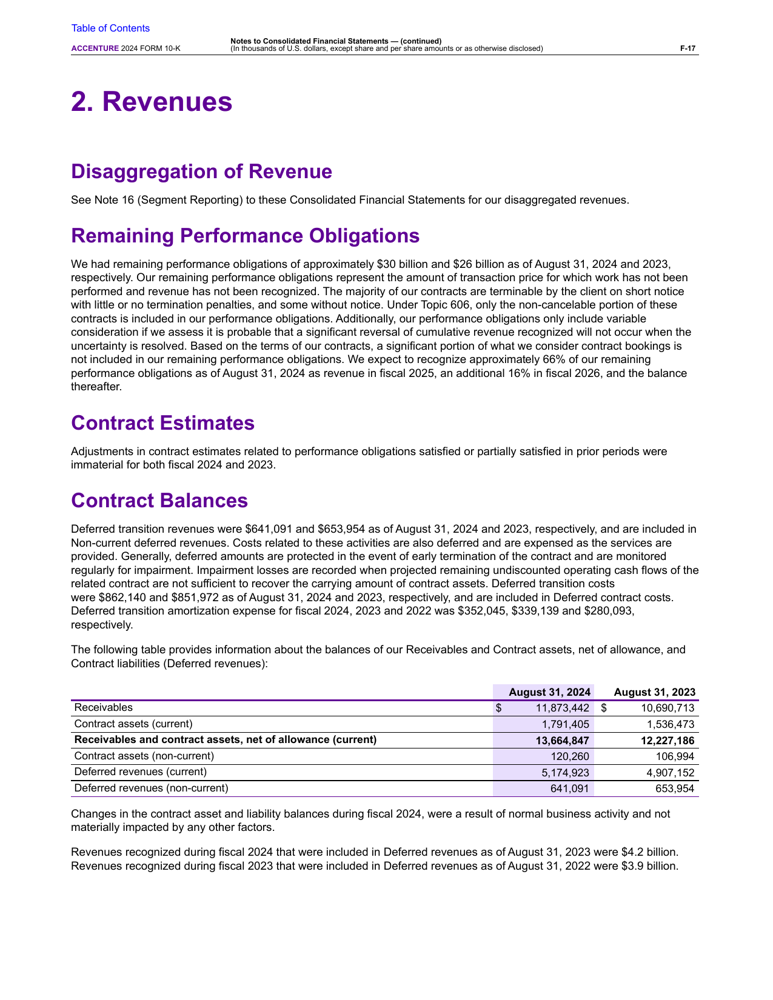 Table of Contents
Notes to Consolidated Financial Statements — (continued)
ACCENTURE 2024 FORM 10-K (In thousands of U.S. dollars, except share and per share amounts or as otherwise disclosed) F-17
2. Revenues
Disaggregation of Revenue
See Note 16 (Segment Reporting) to these Consolidated Financial Statements for our disaggregated revenues.
Remaining Performance Obligations
We had remaining performance obligations of approximately $30 billion and $26 billion as of August 31, 2024 and 2023,
respectively. Our remaining performance obligations represent the amount of transaction price for which work has not been
performed and revenue has not been recognized. The majority of our contracts are terminable by the client on short notice
with little or no termination penalties, and some without notice. Under Topic 606, only the non-cancelable portion of these
contracts is included in our performance obligations. Additionally, our performance obligations only include variable
consideration if we assess it is probable that a significant reversal of cumulative revenue recognized will not occur when the
uncertainty is resolved. Based on the terms of our contracts, a significant portion of what we consider contract bookings is
not included in our remaining performance obligations. We expect to recognize approximately 66% of our remaining
performance obligations as of August 31, 2024 as revenue in fiscal 2025, an additional 16% in fiscal 2026, and the balance
thereafter.
Contract Estimates
Adjustments in contract estimates related to performance obligations satisfied or partially satisfied in prior periods were
immaterial for both fiscal 2024 and 2023.
Contract Balances
Deferred transition revenues were $641,091 and $653,954 as of August 31, 2024 and 2023, respectively, and are included in
Non-current deferred revenues. Costs related to these activities are also deferred and are expensed as the services are
provided. Generally, deferred amounts are protected in the event of early termination of the contract and are monitored
regularly for impairment. Impairment losses are recorded when projected remaining undiscounted operating cash flows of the
related contract are not sufficient to recover the carrying amount of contract assets. Deferred transition costs
were $862,140 and $851,972 as of August 31, 2024 and 2023, respectively, and are included in Deferred contract costs.
Deferred transition amortization expense for fiscal 2024, 2023 and 2022 was $352,045, $339,139 and $280,093,
respectively.
The following table provides information about the balances of our Receivables and Contract assets, net of allowance, and
Contract liabilities (Deferred revenues):
August 31, 2024 August 31, 2023
Receivables $ 11,873,442 $ 10,690,713
Contract assets (current) 1,791,405 1,536,473
Receivables and contract assets, net of allowance (current) 13,664,847 12,227,186
Contract assets (non-current) 120,260 106,994
Deferred revenues (current) 5,174,923 4,907,152
Deferred revenues (non-current) 641,091 653,954
Changes in the contract asset and liability balances during fiscal 2024, were a result of normal business activity and not
materially impacted by any other factors.
Revenues recognized during fiscal 2024 that were included in Deferred revenues as of August 31, 2023 were $4.2 billion.
Revenues recognized during fiscal 2023 that were included in Deferred revenues as of August 31, 2022 were $3.9 billion.